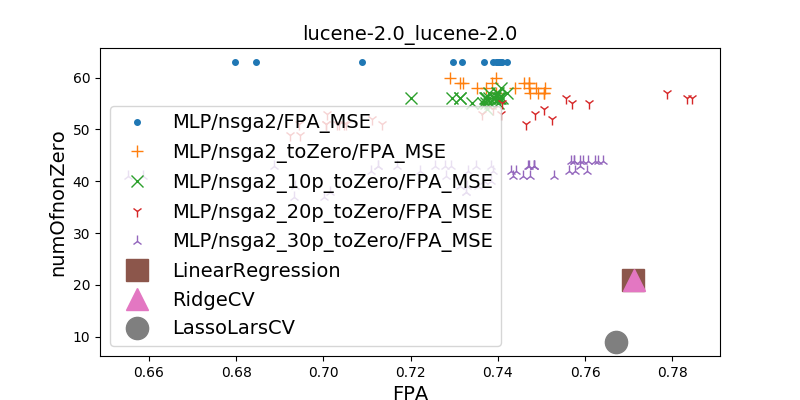 lucene-2.0_lucene-2.0
60
50
40
30
20
10
numOfnonZero
MLP/nsga2/FPA_MSE
MLP/nsga2_toZero/FPA_MSE
MLP/nsga2_10p_toZero/FPA_MSE
MLP/nsga2_20p_toZero/FPA_MSE
MLP/nsga2_30p_toZero/FPA_MSE
LinearRegression
RidgeCV
LassoLarsCV
0.66 0.68 0.70 0.72 0.74 0.76 0.78
FPA